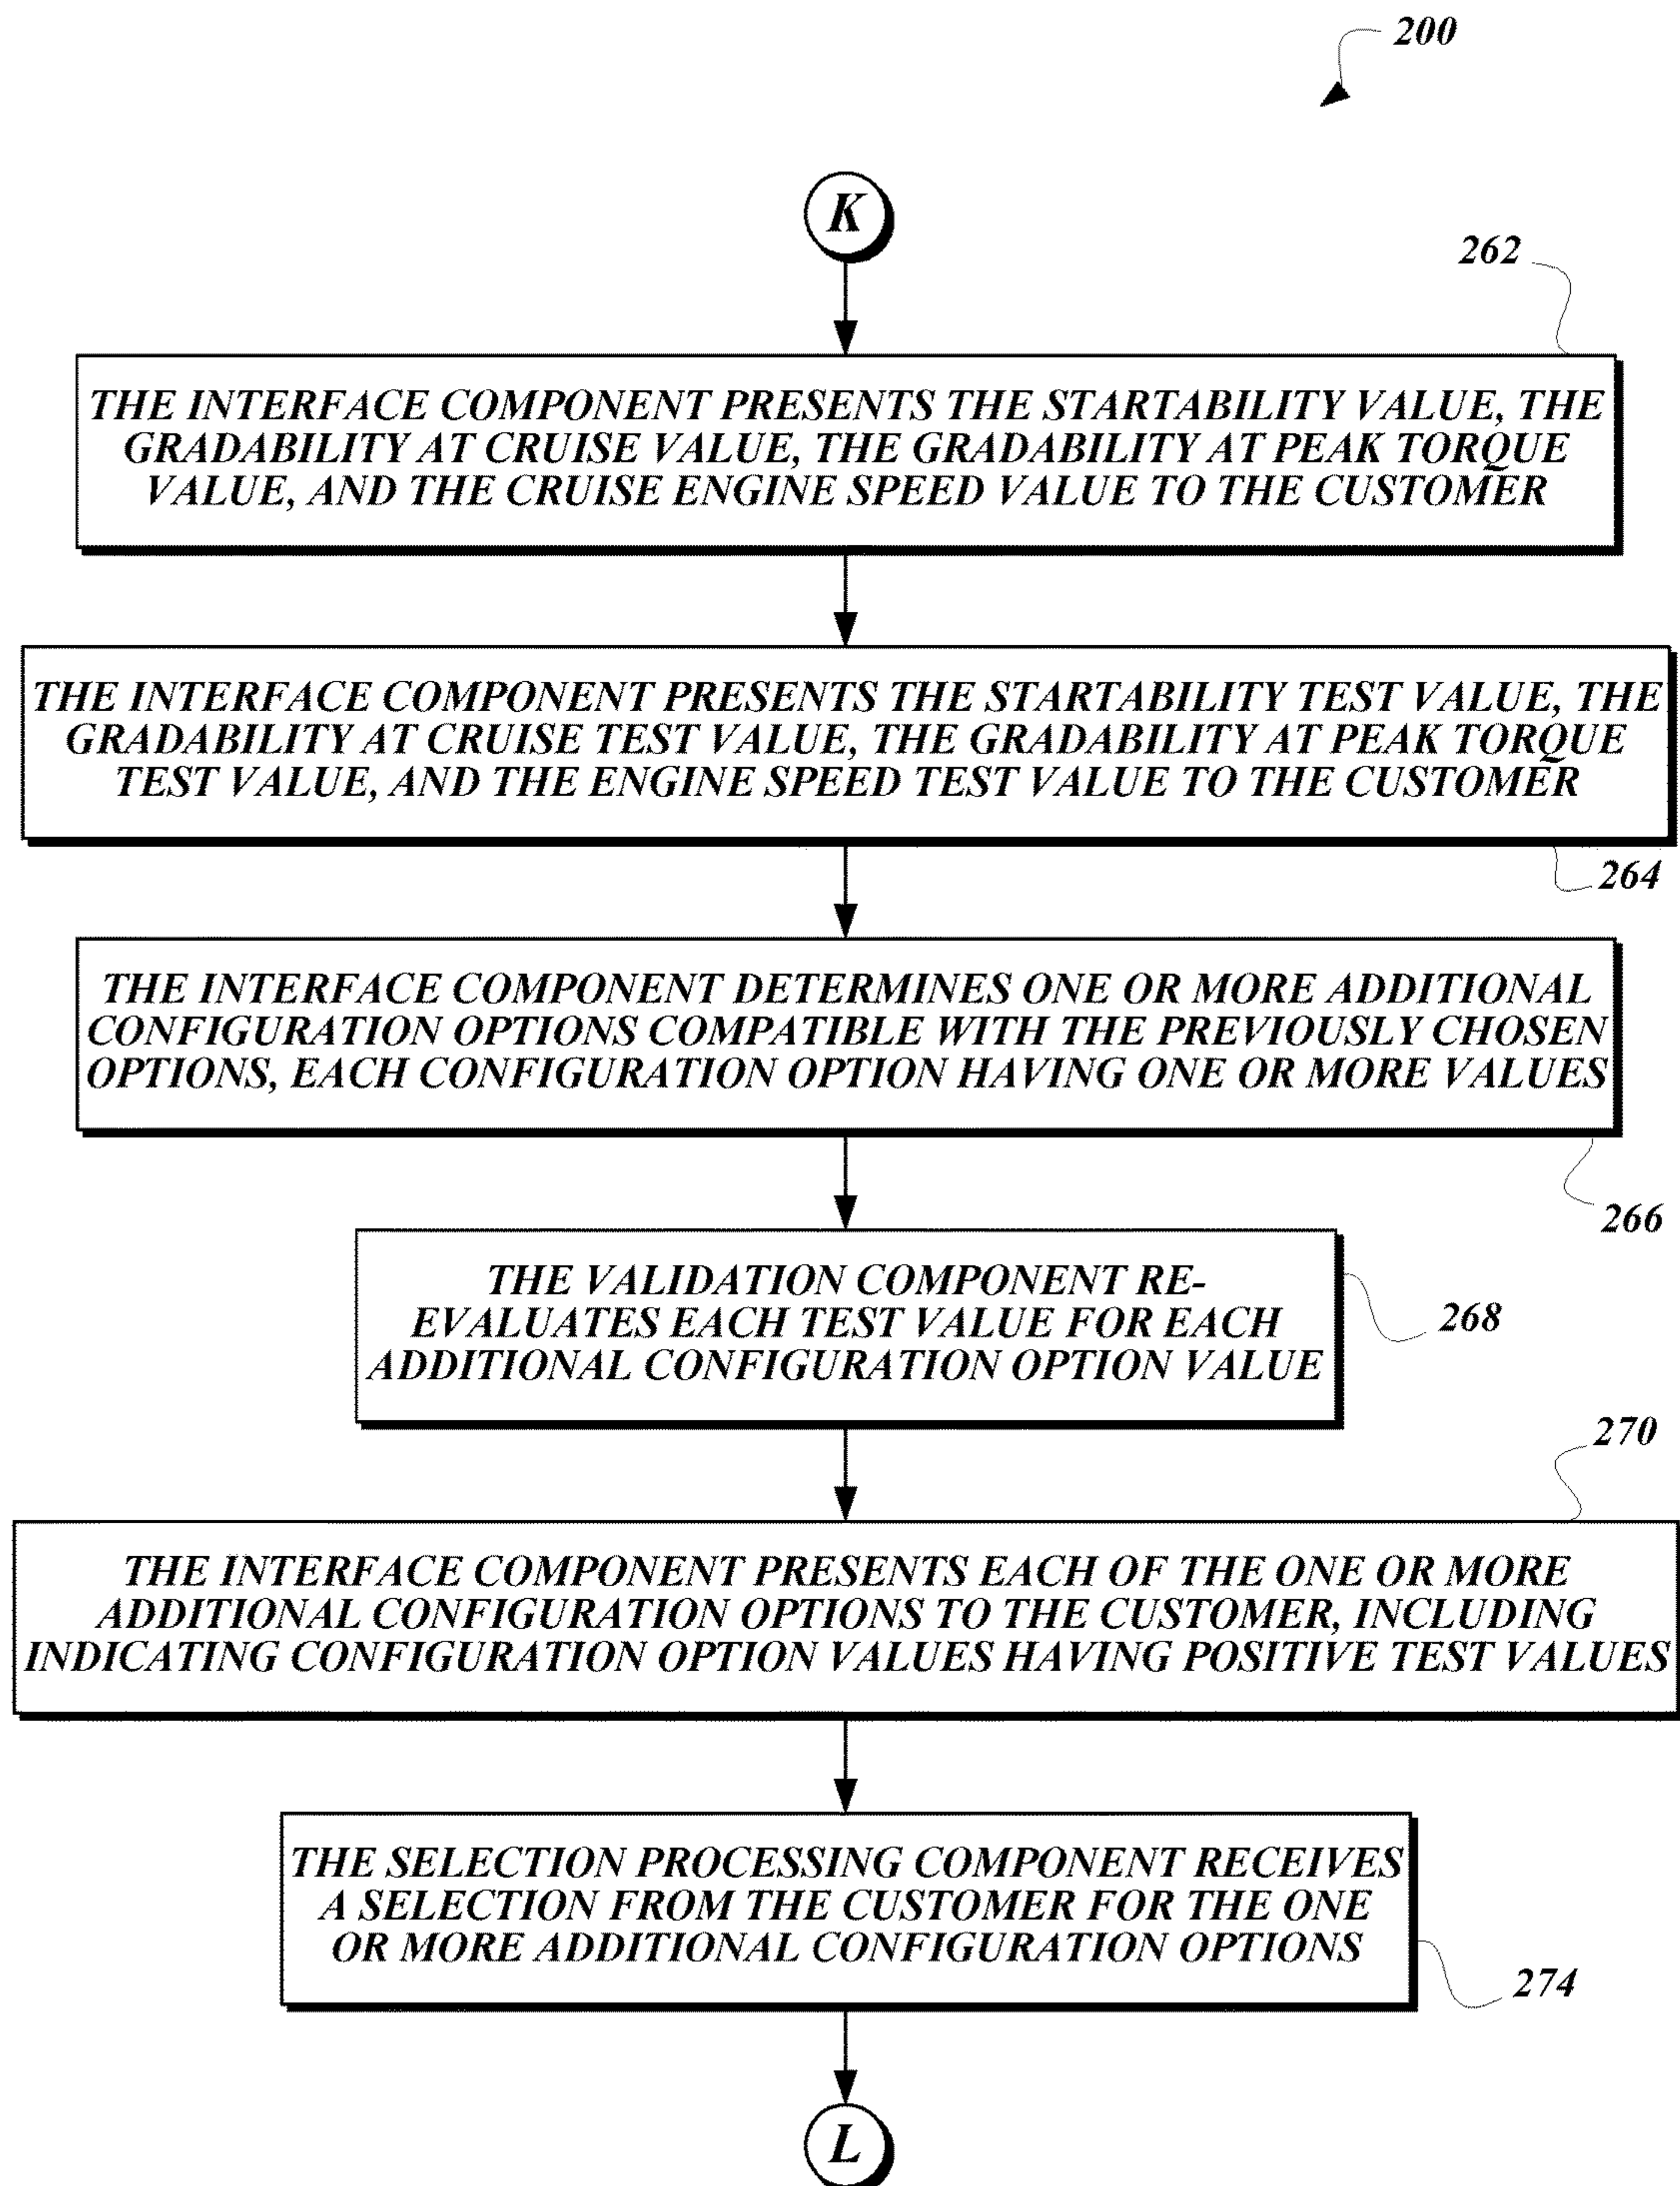 200
K
262
THE INTERFACE COMPONENT PRESENTS THE STARTABILITY VALUE, THE
GRADABILITY AT CRUISE VALUE, THE GRADABILITY AT PEAK TORQUE
VALUE, AND THE CRUISE ENGINE SPEED VALUE TO THE CUSTOMER
THE INTERFACE COMPONENT PRESENTS THE STARTABILITY TEST VALUE, THE
GRADABILITY AT CRUISE TEST VALUE, THE GRADABILITY AT PEAK TORQUE
TEST VALUE, AND THE ENGINE SPEED TEST VALUE TO THE CUSTOMER
264
THE INTERFACE COMPONENT DETERMINES ONE OR MORE ADDITIONAL
CONFIGURATION OPTIONS COMPATIBLE WITH THE PREVIOUSLY CHOSEN
OPTIONS, EACH CONFIGURATION OPTION HAVING ONE OR MORE VALUES
266
THE VALIDATION COMPONENT RE-
EVALUATES EACH TEST VALUE FOR EACH
ADDITIONAL CONFIGURATION OPTION VALUE
268
270
THE INTERFACE COMPONENT PRESENTS EACH OF THE ONE OR MORE
ADDITIONAL CONFIGURATION OPTIONS TO THE CUSTOMER, INCLUDING
INDICATING CONFIGURATION OPTION VALUES HAVING POSITIVE TEST VALUES
THE SELECTION PROCESSING COMPONENT RECEIVES
A SELECTION FROM THE CUSTOMER FOR THE ONE
OR MORE ADDITIONAL CONFIGURATION OPTIONS
274
L